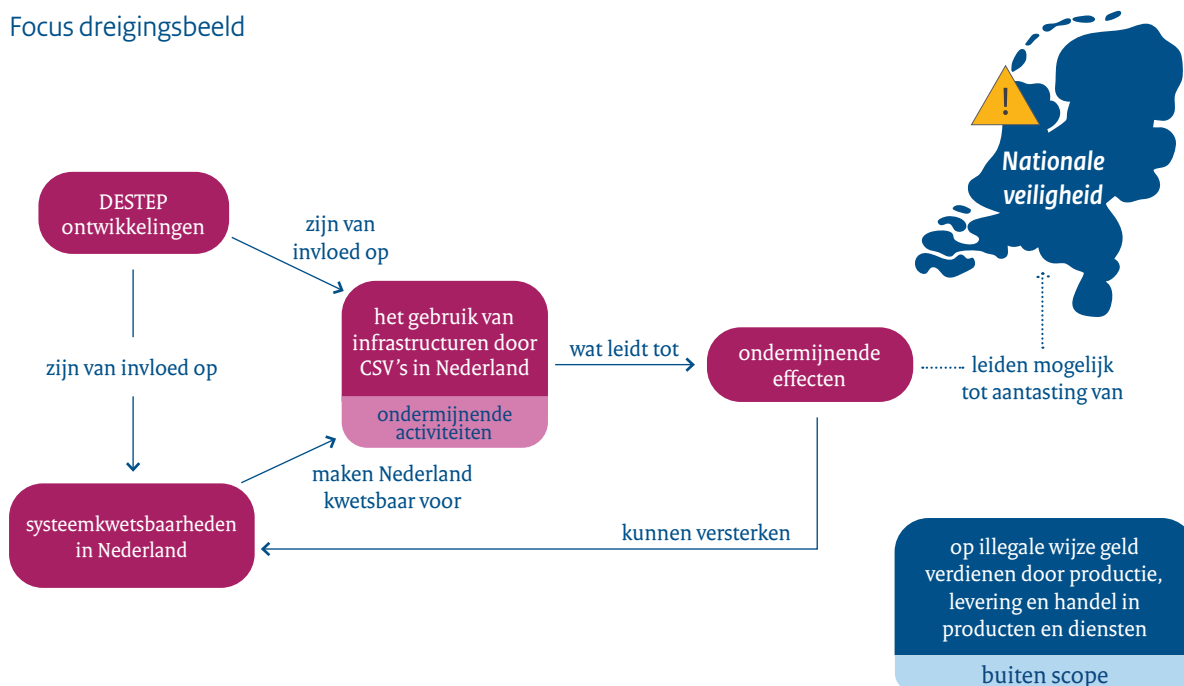 Focus dreigingsbeeld
!
Nationale
veiligheid
DESTEP
ontwikkelingen
zijn van
invloed op
het gebruik van
infrastructuren door
CSV's in Nederland
ondermijnende
activiteiten
wat leidt tot
ondermijnende
effecten
leiden mogelijk
tot aantasting van
zijn van invloed op
maken Nederland
kwetsbaar voor
systeemkwetsbaarheden
in Nederland
kunnen versterken
op illegale wijze geld
verdienen door productie,
levering en handel in
producten en diensten
buiten scope